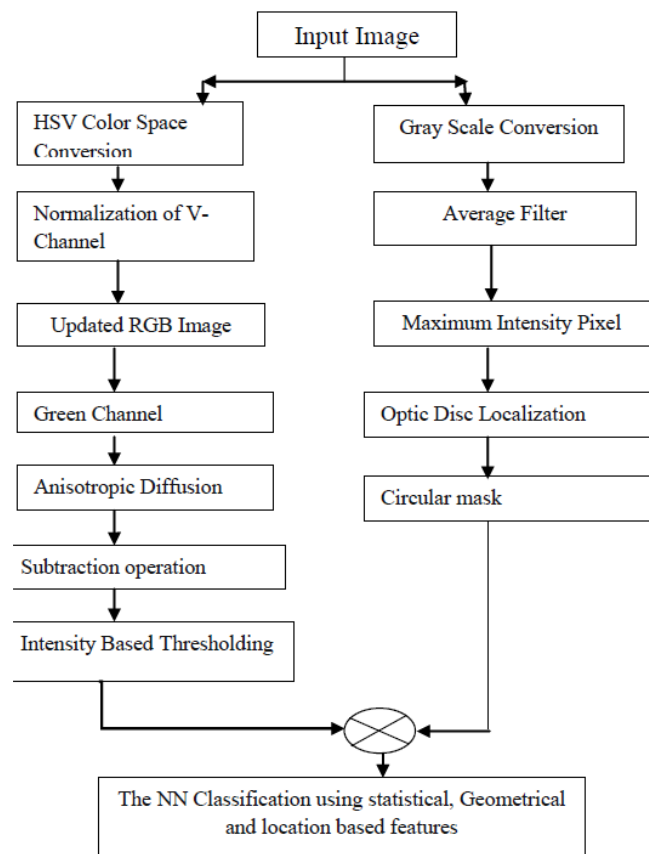 Input Image
HSV Color Space
Conversion
Gray Scale Conversion
Normalization of V-
Channel
Average Filter
Updated RGB Image
Maximum Intensity Pixel
Green Channel
Optic Disc Localization
Anisotropic Diffusion
Circular mask
Subtraction operation
Intensity Based Thresholding
The NN Classification using statistical, Geometrical
and location based features